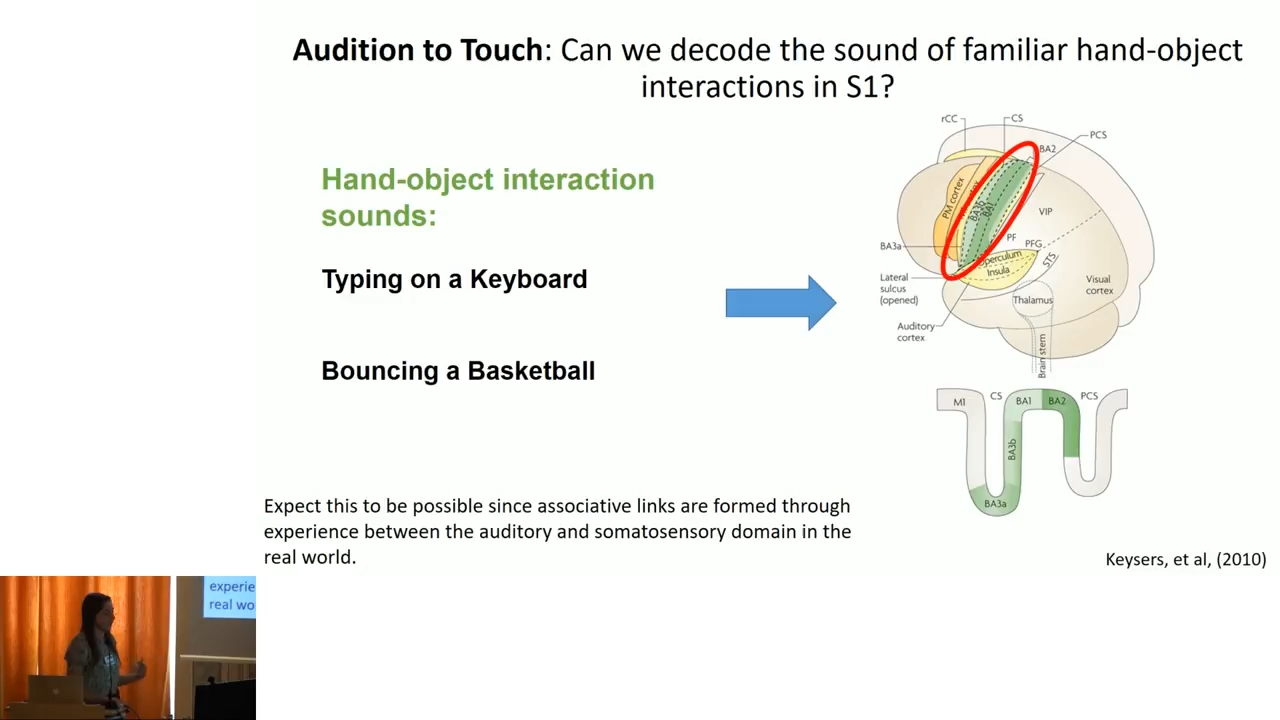 Audition to Touch: Can we decode the sound of familiar hand-object
interactions in S1?
Hand-object interaction
sounds:
Typing on a Keyboard
Bouncing a Basketball
rCC
CS
PCS
BA2
PM cortex
BA3b
BA1
VIP
BA3a
PF
PFG
Operculum
STS
Insula
Lateral
sulcus
(opened)
Thalamus
Visual
cortex
Auditory
cortex
Brain stem
M1
CS
BA1
BA2
PCS
BA3b
BA3a
Expect this to be possible since associative links are formed through
experience between the auditory and somatosensory domain in the
real world.
Keysers, et al, (2010)
experie
real wo